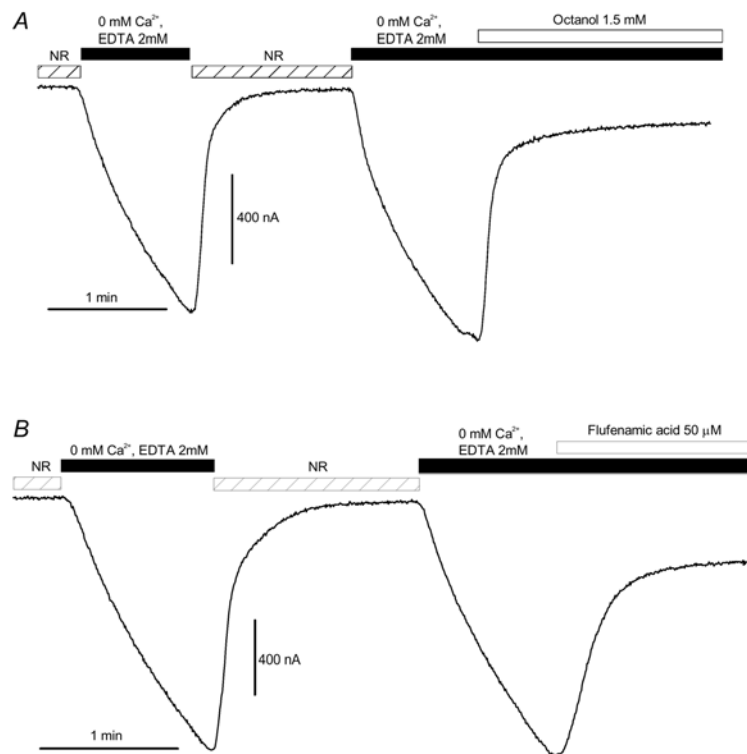 A
0 mM Ca²⁺,
EDTA 2mM
0 mM Ca²⁺,
EDTA 2mM
Octanol 1.5 mM
NR
NR
400 nA
1 min
B
0 mM Ca²⁺, EDTA 2mM
0 mM Ca²⁺,
EDTA 2mM
Flufenamic acid 50 µM
NR
NR
400 nA
1 min